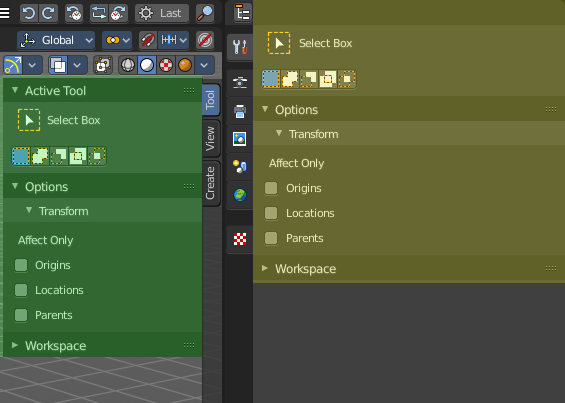 Last
Global
Active Tool
Select Box
Options
Transform
Affect Only
Origins
Locations
Parents
Workspace
Tool
View
Create
Select Box
Options
Transform
Affect Only
Origins
Locations
Parents
Workspace